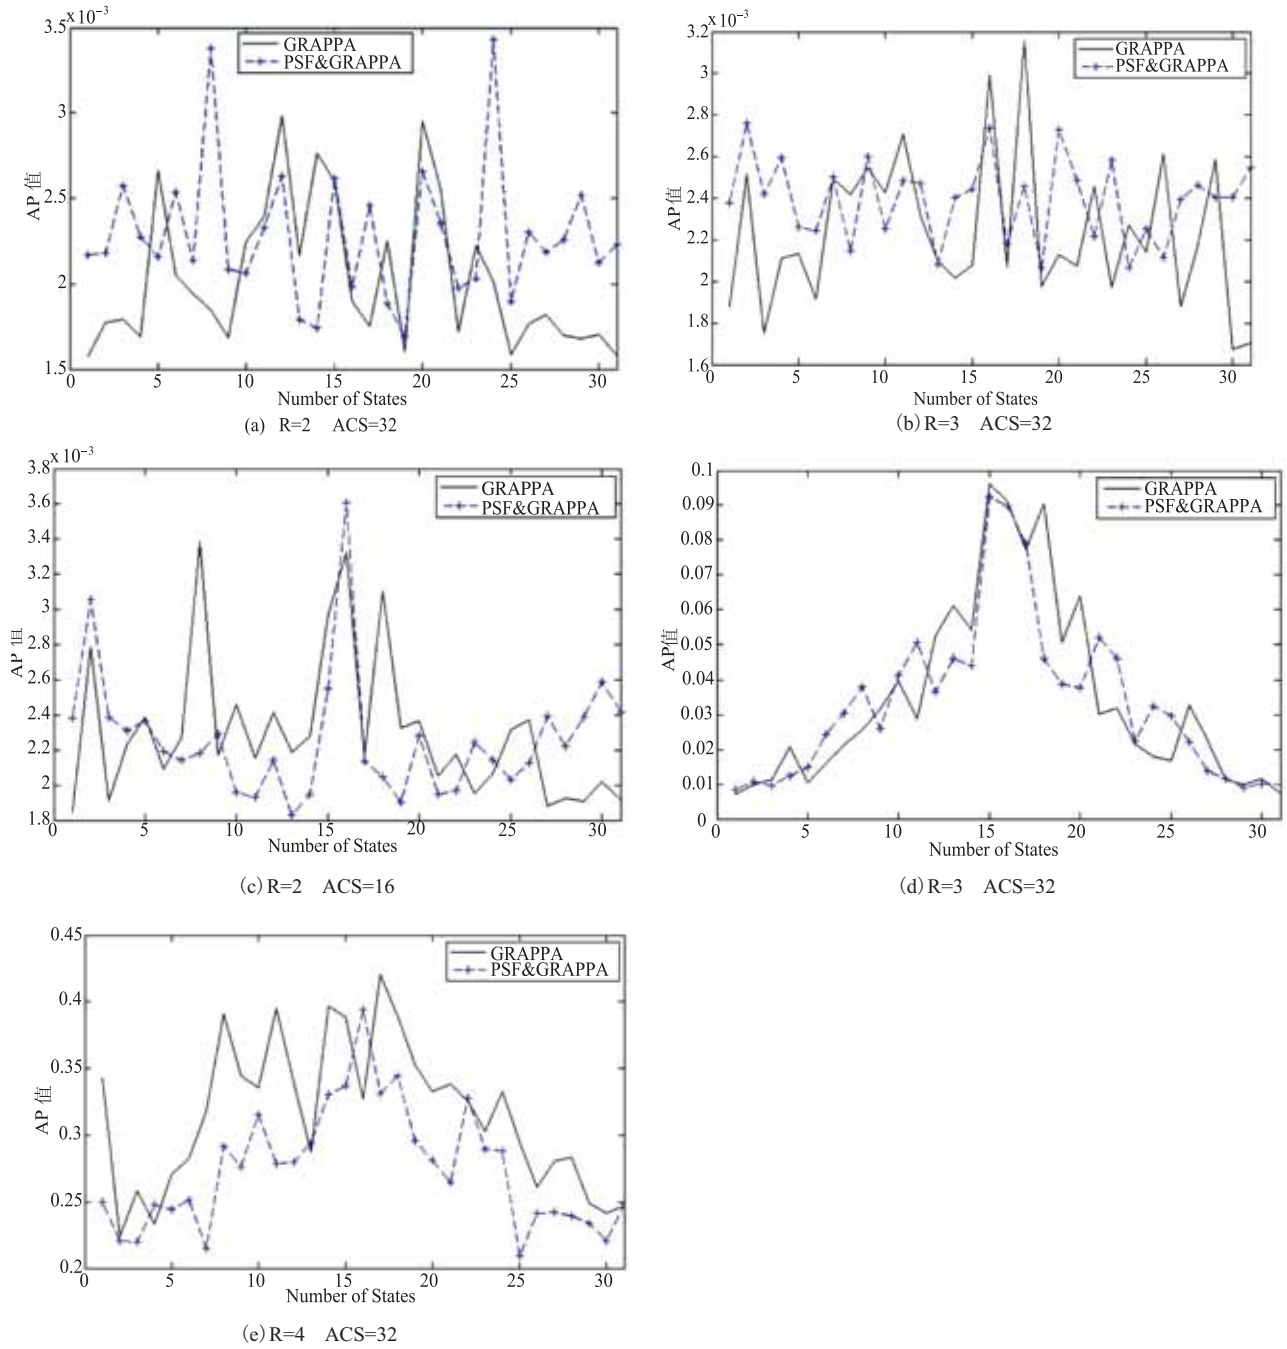 x10⁻³
3.5
3
2.5
2
1.5
AP 值
GRAPPA
PSF&GRAPPA
0 5 10 15 20 25 30
Number of States
(a) R=2 ACS=32
x10⁻³
3.2
3
2.8
2.6
2.4
2.2
2
1.8
1.6
AP 值
GRAPPA
PSF&GRAPPA
0 5 10 15 20 25 30
Number of States
(b) R=3 ACS=32
x10⁻³
3.8
3.6
3.4
3.2
3
2.8
2.6
2.4
2.2
2
1.8
AP 值
GRAPPA
PSF&GRAPPA
0 5 10 15 20 25 30
Number of States
(c) R=2 ACS=16
0.1
0.09
0.08
0.07
0.06
0.05
0.04
0.03
0.02
0.01
0
AP值
GRAPPA
PSF&GRAPPA
0 5 10 15 20 25 30
Number of States
(d) R=3 ACS=32
0.45
0.4
0.35
0.3
0.25
0.2
AP 值
GRAPPA
PSF&GRAPPA
0 5 10 15 20 25 30
Number of States
(e) R=4 ACS=32